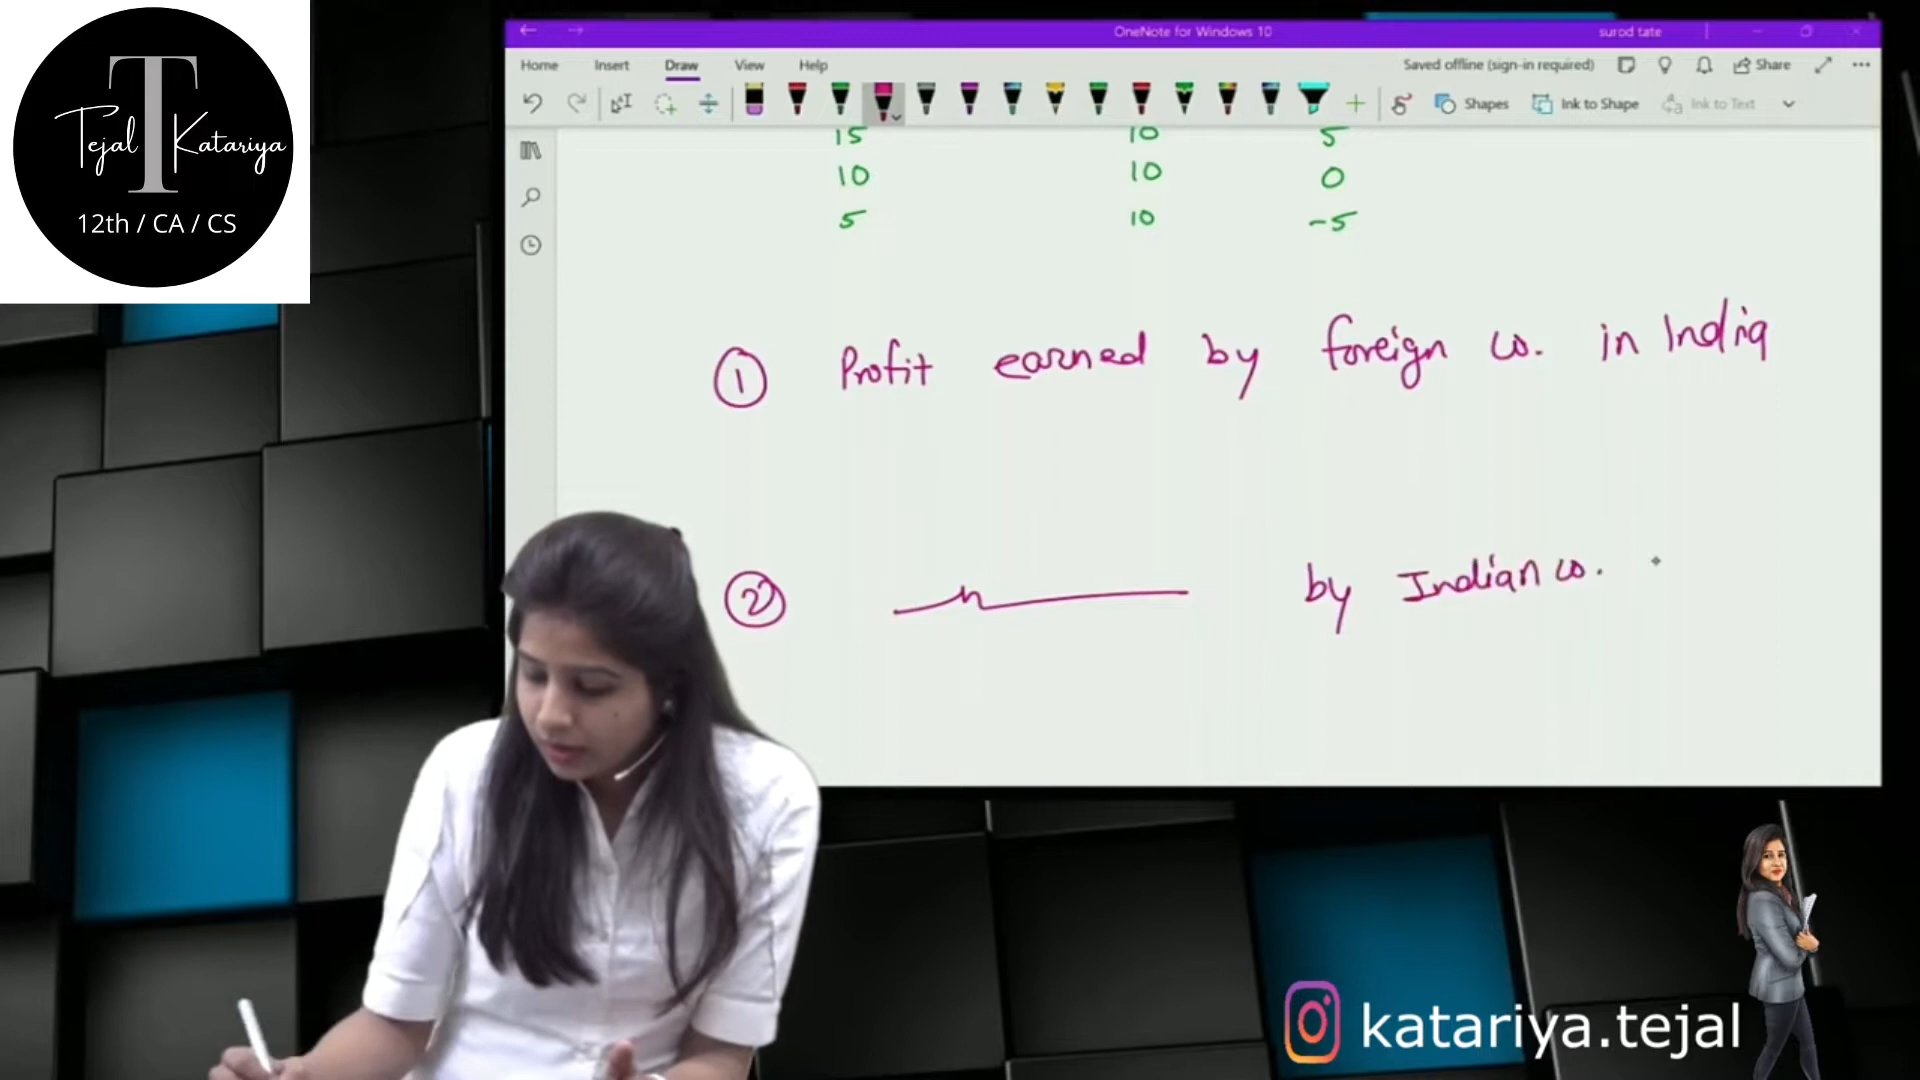 T
Tejal Katariya
12th / CA / CS
OneNote for Windows 10
surod tate
Home Insert Draw View Help
Saved offline (sign-in required)
Share
Shapes
Ink to Shape
Ink to Text
15 10 5
10 10 0
5 10 -5
① Profit earned by foreign co. in India
② by Indian co.
katariya.tejal